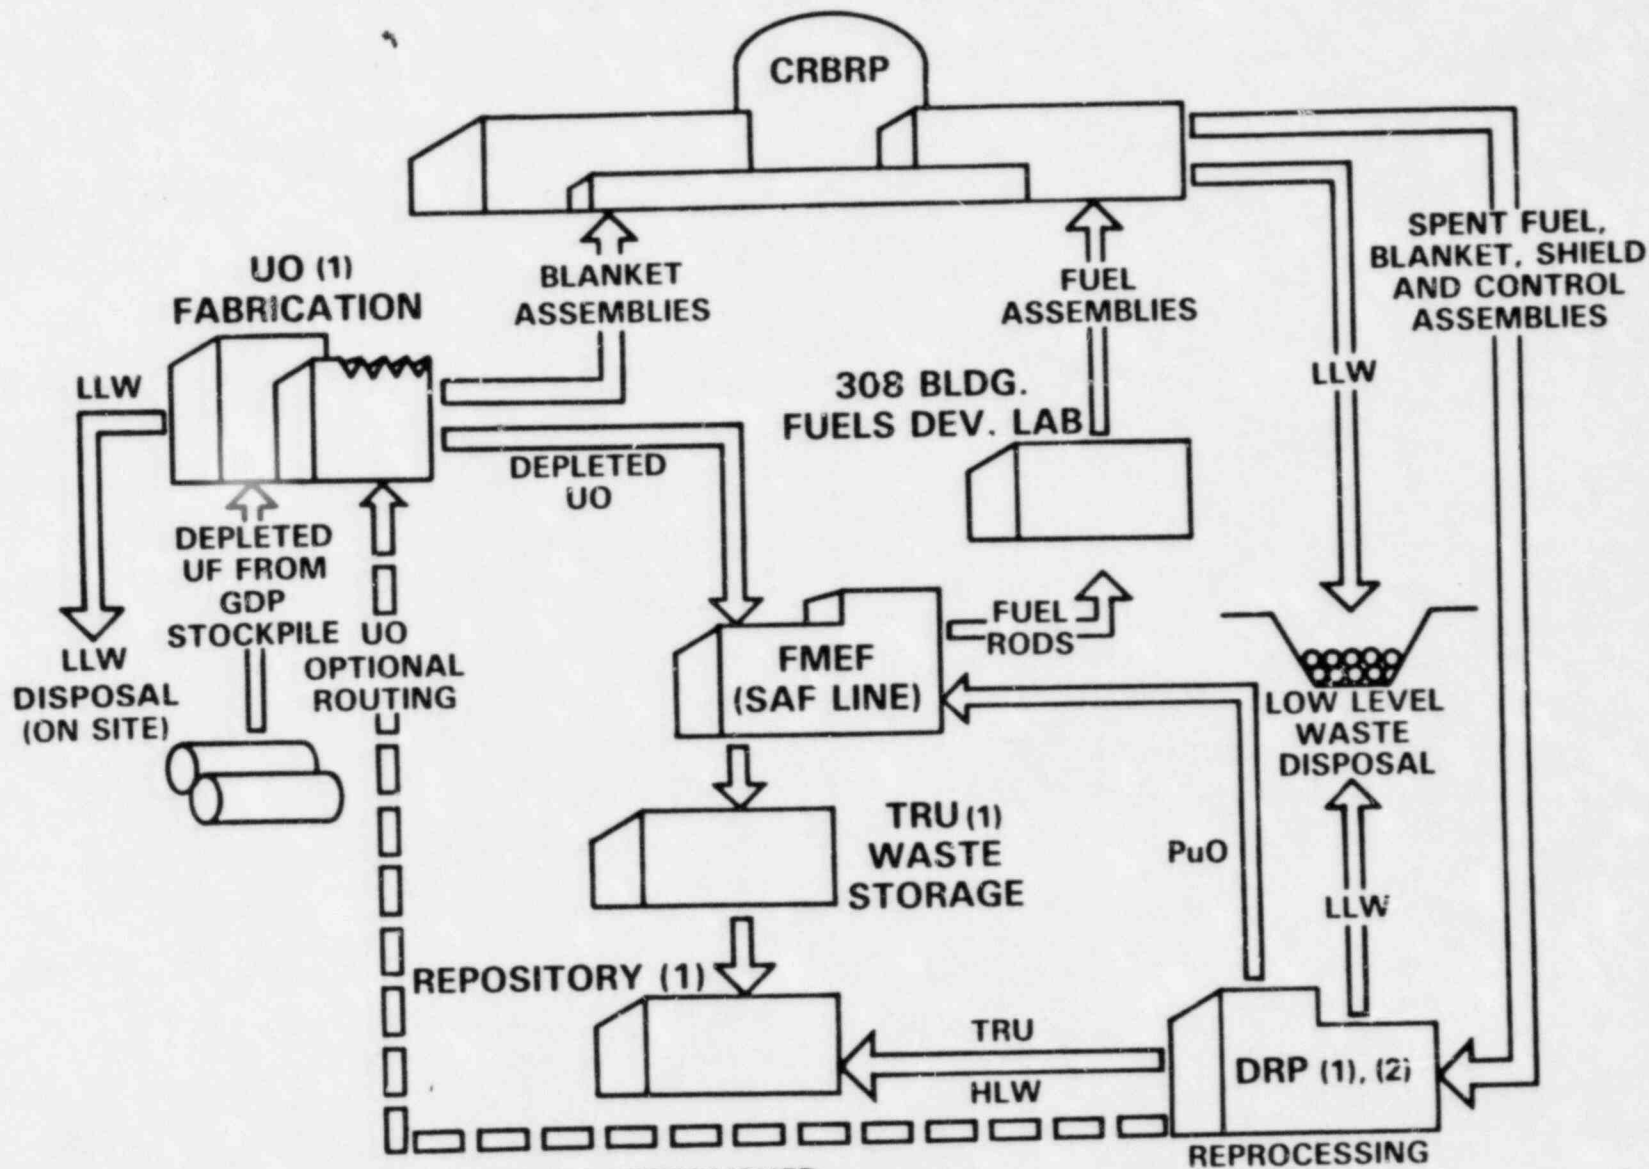 CRBRP
SPENT FUEL,
BLANKET, SHIELD
AND CONTROL
ASSEMBLIES
UO (1)
FABRICATION
BLANKET
ASSEMBLIES
FUEL
ASSEMBLIES
LLW
LLW
308 BLDG.
FUELS DEV. LAB
DEPLETED
UO
DEPLETED
UF FROM
GDP
STOCKPILE
UO
OPTIONAL
ROUTING
LLW
DISPOSAL
(ON SITE)
FUEL
RODS
FMEF
(SAF LINE)
LOW LEVEL
WASTE
DISPOSAL
TRU (1)
WASTE
STORAGE
PuO
LLW
REPOSITORY (1)
TRU
HLW
DRP (1), (2)
REPROCESSING